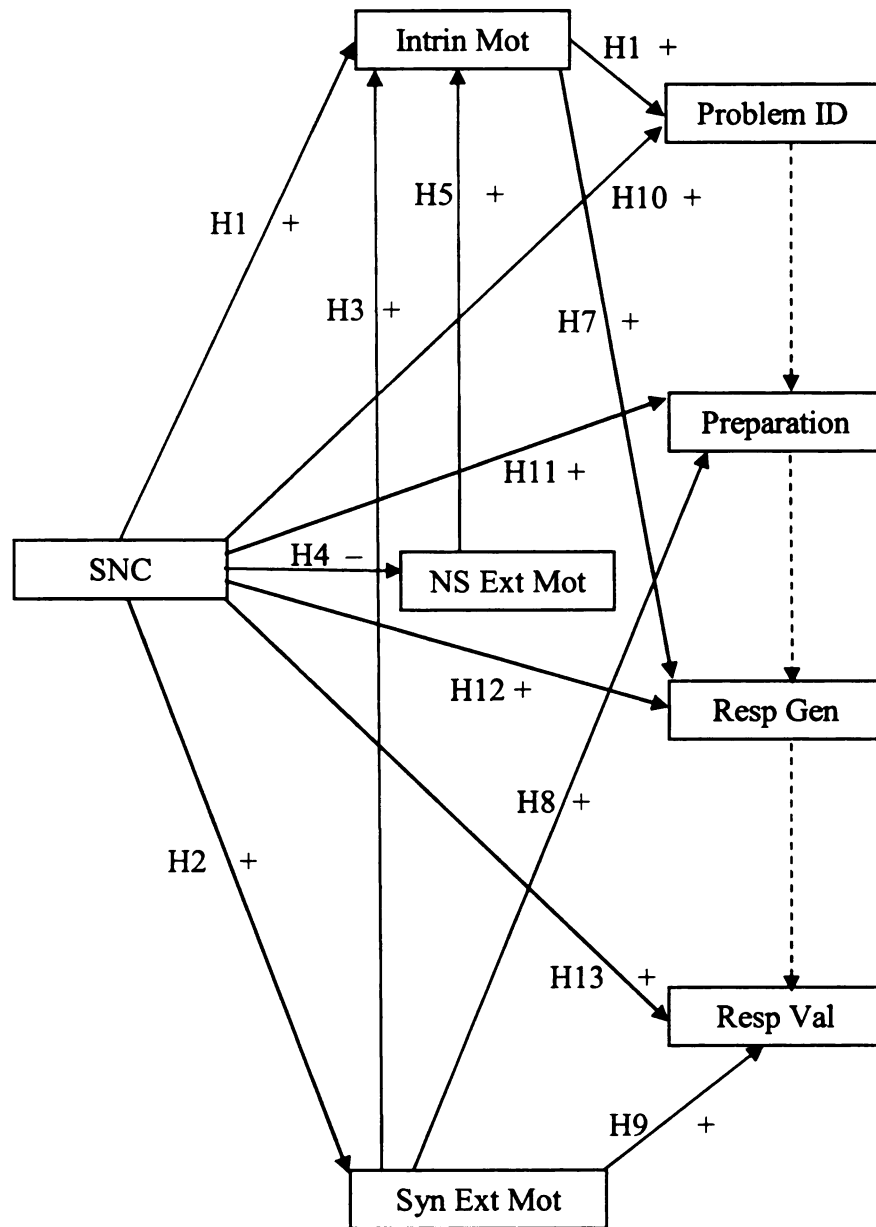 Intrin Mot
H1 +
Problem ID
H5 +
H10 +
H1 +
H3 +
H7 +
Preparation
H11 +
SNC
H4 –
NS Ext Mot
H12 +
Resp Gen
H8 +
H2 +
H13 +
Resp Val
H9 +
Syn Ext Mot